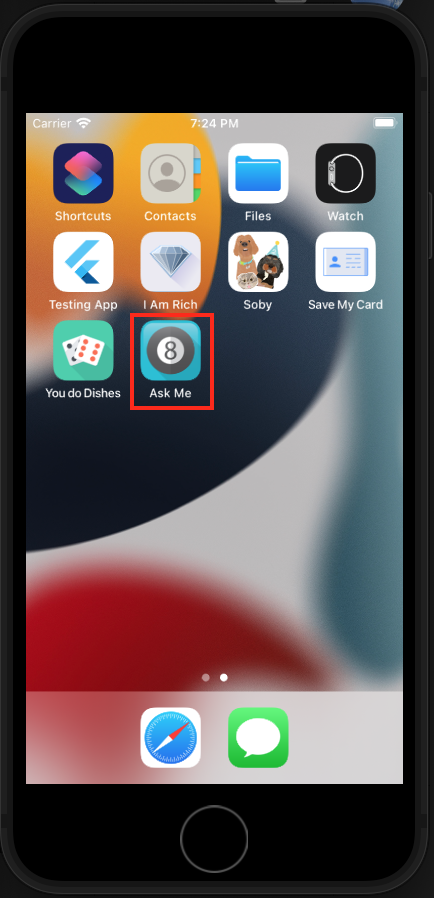 Carrier 7:24 PM
Shortcuts Contacts Files Watch
Testing App I Am Rich Soby Save My Card
8
You do Dishes Ask Me